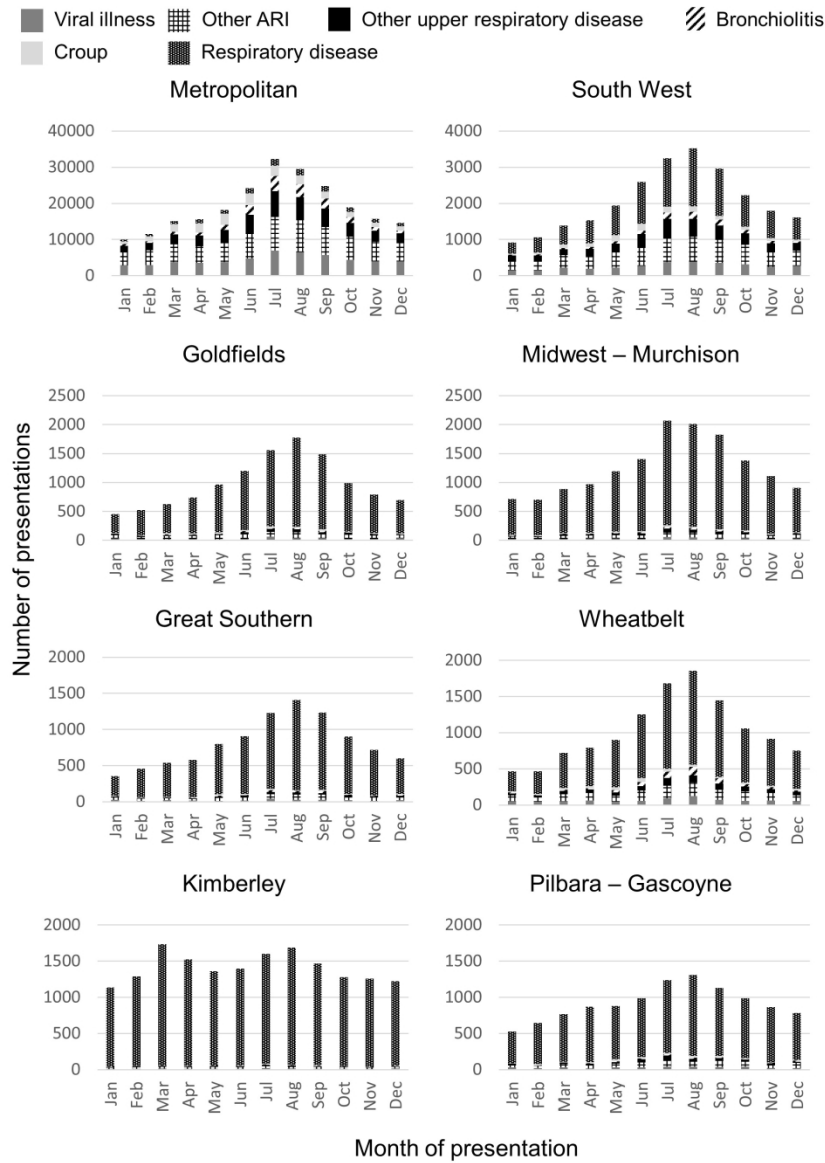 Viral illness Other ARI Other upper respiratory disease Bronchiolitis
Croup Respiratory disease
Number of presentations
Metropolitan
40000
30000
20000
10000
0
Jan Feb Mar Apr May Jun Jul Aug Sep Oct Nov Dec
South West
4000
3000
2000
1000
0
Jan Feb Mar Apr May Jun Jul Aug Sep Oct Nov Dec
Goldfields
2500
2000
1500
1000
500
0
Jan Feb Mar Apr May Jun Jul Aug Sep Oct Nov Dec
Midwest – Murchison
2500
2000
1500
1000
500
0
Jan Feb Mar Apr May Jun Jul Aug Sep Oct Nov Dec
Great Southern
2000
1500
1000
500
0
Jan Feb Mar Apr May Jun Jul Aug Sep Oct Nov Dec
Wheatbelt
2000
1500
1000
500
0
Jan Feb Mar Apr May Jun Jul Aug Sep Oct Nov Dec
Kimberley
2000
1500
1000
500
0
Jan Feb Mar Apr May Jun Jul Aug Sep Oct Nov Dec
Pilbara – Gascoyne
2000
1500
1000
500
0
Jan Feb Mar Apr May Jun Jul Aug Sep Oct Nov Dec
Month of presentation